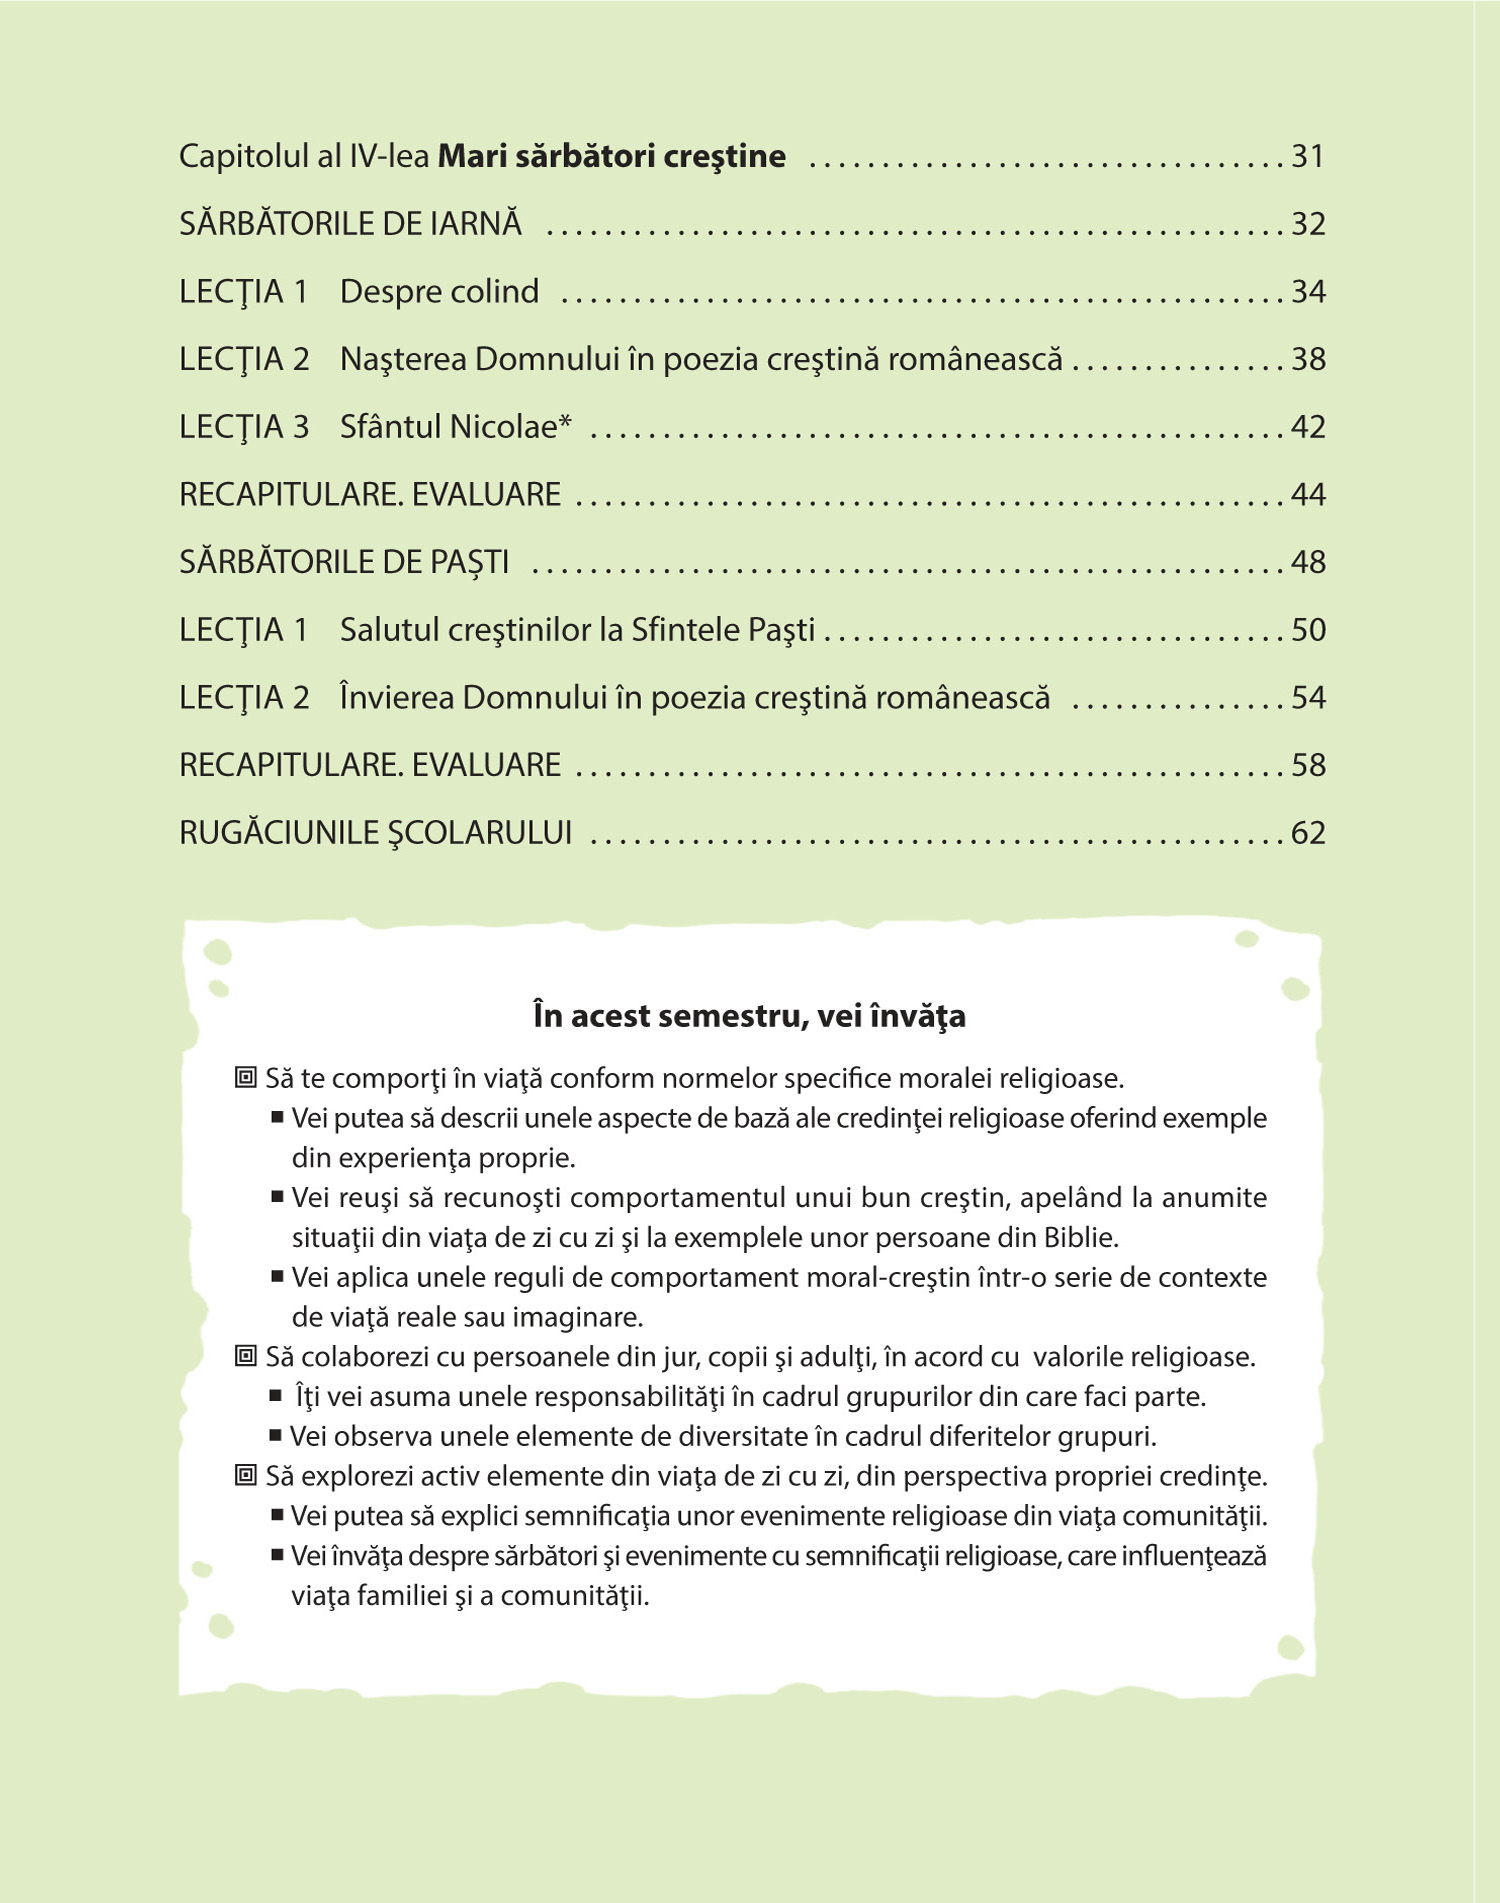 Capitolul al IV-lea Mari sărbători creştine ................................. 31
SĂRBĂTORILE DE IARNĂ ................................................... 32
LECŢIA 1 Despre colind .................................................. 34
LECŢIA 2 Naşterea Domnului în poezia creştină românească ............... 38
LECŢIA 3 Sfântul Nicolae* ................................................ 42
RECAPITULARE. EVALUARE ................................................. 44
SĂRBĂTORILE DE PAȘTI .................................................... 48
LECŢIA 1 Salutul creştinilor la Sfintele Paşti ................................ 50
LECŢIA 2 Învierea Domnului în poezia creştină românească ............... 54
RECAPITULARE. EVALUARE ................................................. 58
RUGĂCIUNILE ŞCOLARULUI ................................................ 62
În acest semestru, vei învăţa
Să te comporţi în viaţă conform normelor specifice moralei religioase.
■ Vei putea să descrii unele aspecte de bază ale credinţei religioase oferind exemple
din experienţa proprie.
■ Vei reuşi să recunoşti comportamentul unui bun creştin, apelând la anumite
situaţii din viaţa de zi cu zi şi la exemplele unor persoane din Biblie.
■ Vei aplica unele reguli de comportament moral-creştin într-o serie de contexte
de viaţă reale sau imaginare.
Să colaborezi cu persoanele din jur, copii şi adulţi, în acord cu valorile religioase.
■ Îţi vei asuma unele responsabilităţi în cadrul grupurilor din care faci parte.
■ Vei observa unele elemente de diversitate în cadrul diferitelor grupuri.
Să explorezi activ elemente din viaţa de zi cu zi, din perspectiva propriei credinţe.
■ Vei putea să explici semnificaţia unor evenimente religioase din viaţa comunităţii.
■ Vei învăţa despre sărbători şi evenimente cu semnificaţii religioase, care influenţează
viaţa familiei şi a comunităţii.